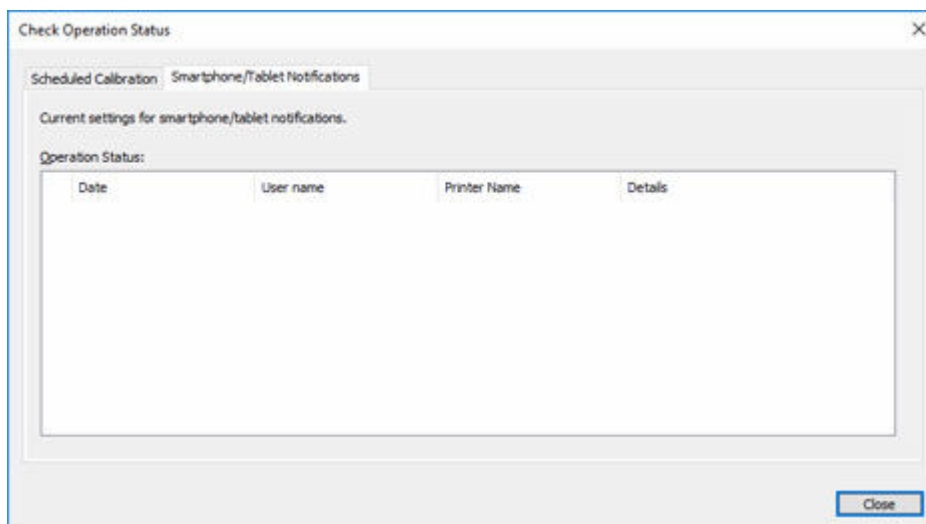 Check Operation Status
Scheduled Calibration Smartphone/Tablet Notifications
Current settings for smartphone/tablet notifications.
Operation Status:
Date User name Printer Name Details
Close